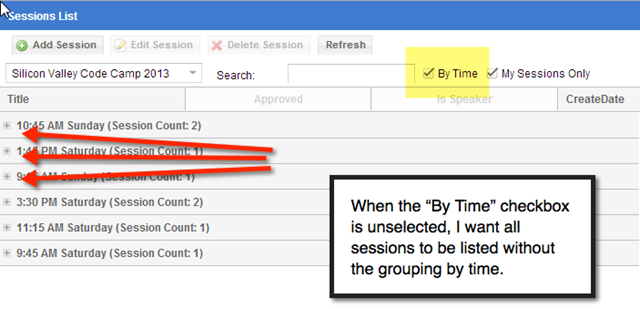 Sessions List
Add Session Edit Session Delete Session Refresh
Silicon Valley Code Camp 2013 Search: By Time My Sessions Only
Title Approved Is Speaker CreateDate
10:45 AM Sunday (Session Count: 2)
PM Saturday (Session Count: 1)
AM Sunday (Session Count: 1)
3:30 PM Saturday (Session Count: 2)
11:15 AM Saturday (Session Count: 1)
9:45 AM Saturday (Session Count: 1)
When the “By Time” checkbox
is unselected, I want all
sessions to be listed without
the grouping by time.